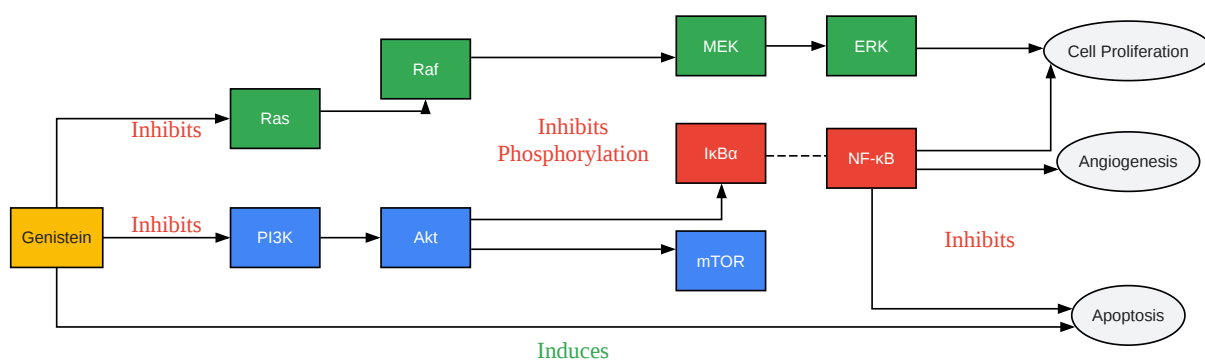 MEK
ERK
Cell Proliferation
Raf
Ras
Inhibits
Inhibits
Phosphorylation
IκBα
NF-κB
Angiogenesis
Genistein
Inhibits
PI3K
Akt
mTOR
Inhibits
Apoptosis
Induces